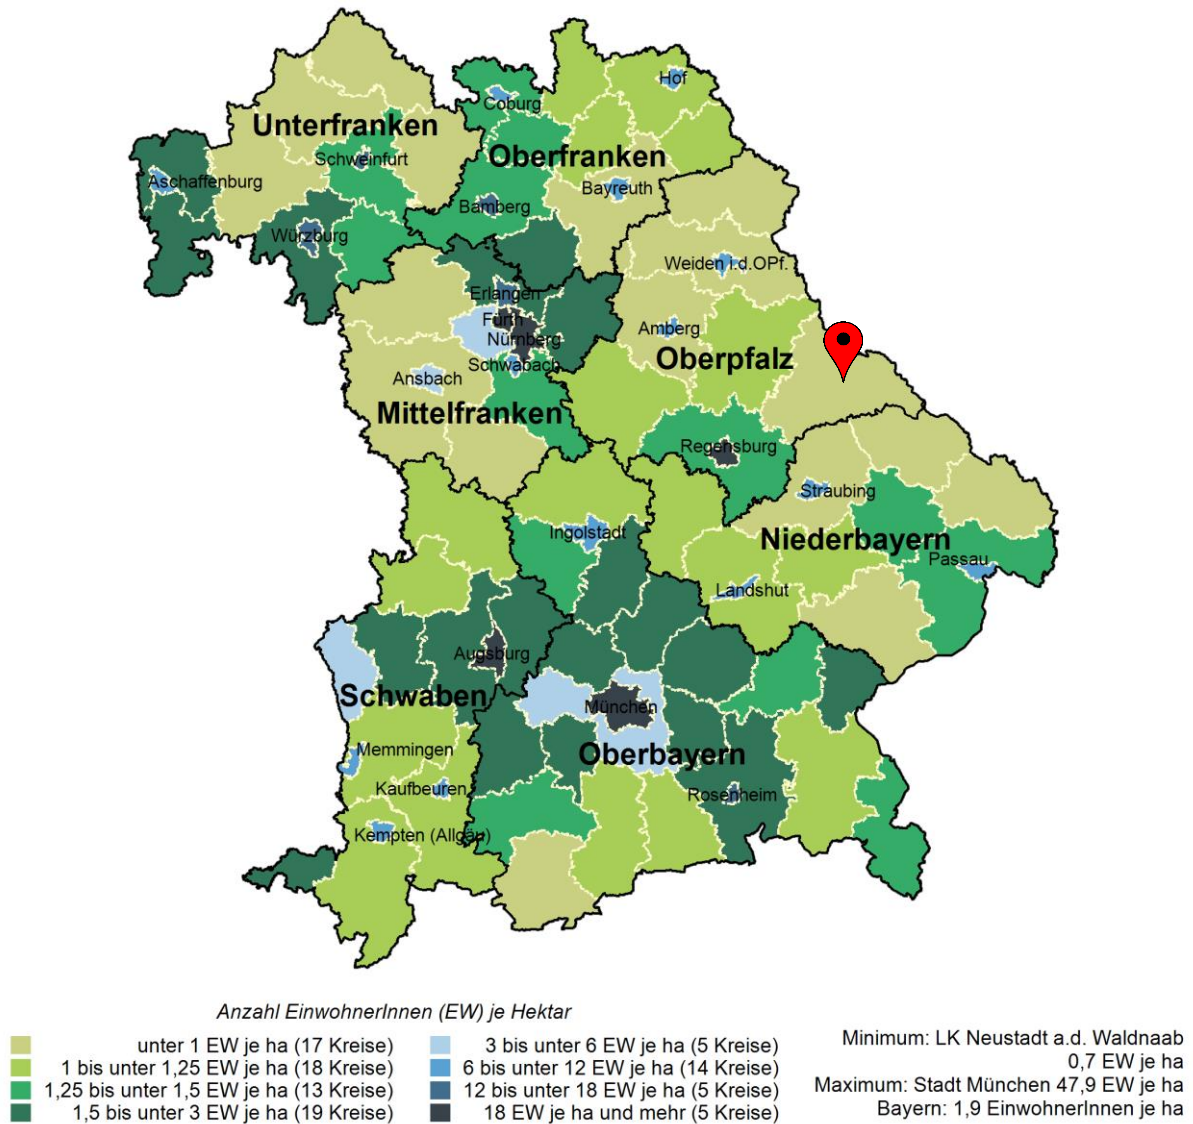 Hof
Coburg
Unterfranken
Oberfranken
Schweinfurt
Aschaffenburg
Bayreuth
Bamberg
Würzburg
Weiden i.d.OPf.
Erlangen
Fürth
Amberg
Nürnberg
Oberpfalz
Schwabach
Ansbach
Mittelfranken
Regensburg
Straubing
Ingolstadt
Niederbayern
Passau
Landshut
Augsburg
Schwaben
München
Memmingen
Oberbayern
Kaufbeuren
Rosenheim
Kempten (Allgäu)
Anzahl EinwohnerInnen (EW) je Hektar
unter 1 EW je ha (17 Kreise)
1 bis unter 1,25 EW je ha (18 Kreise)
1,25 bis unter 1,5 EW je ha (13 Kreise)
1,5 bis unter 3 EW je ha (19 Kreise)
3 bis unter 6 EW je ha (5 Kreise)
6 bis unter 12 EW je ha (14 Kreise)
12 bis unter 18 EW je ha (5 Kreise)
18 EW je ha und mehr (5 Kreise)
Minimum: LK Neustadt a.d. Waldnaab
0,7 EW je ha
Maximum: Stadt München 47,9 EW je ha
Bayern: 1,9 EinwohnerInnen je ha